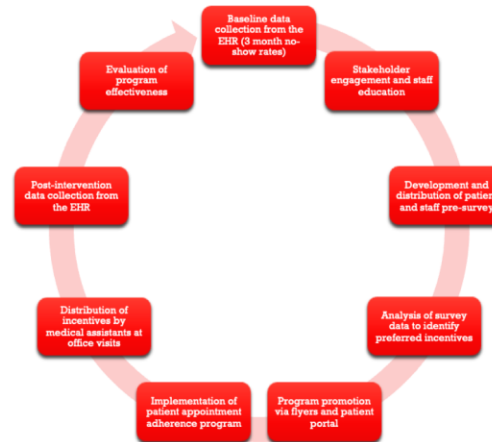 Baseline data
collection from the
EHR (3 month no-
show rates)
Stakeholder
engagement and staff
education
Development and
distribution of patient
and staff pre-survey
Analysis of survey
data to identify
preferred incentives
Program promotion
via flyers and patient
portal
Implementation of
patient appointment
adherence program
Distribution of
incentives by
medical assistants at
office visits
Post-intervention
data collection from
the EHR
Evaluation of
program
effectiveness